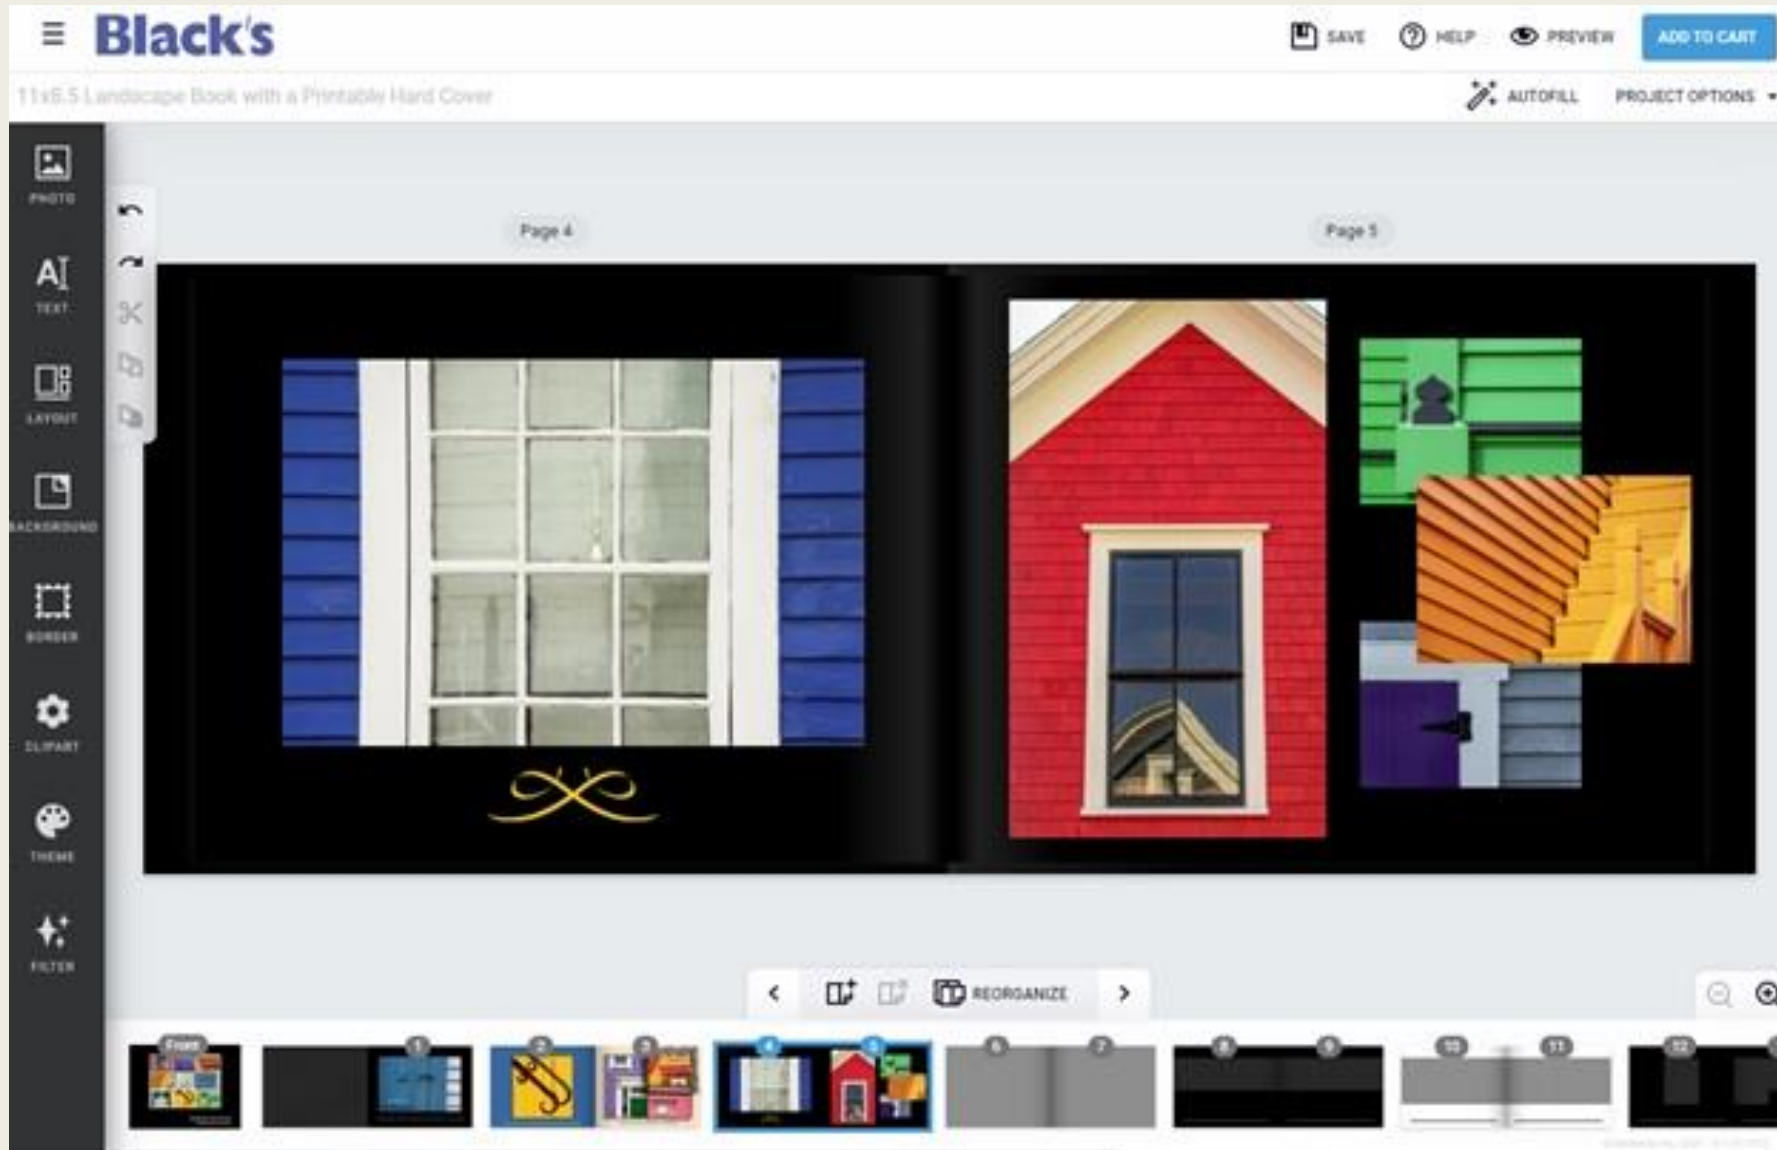 Black's
SAVE
HELP
PREVIEW
ADD TO CART
11x8.5 Landscape Book with a Printable Hard Cover
AUTOFILL
PROJECT OPTIONS
PHOTO
TEXT
LAYOUT
BACKGROUND
BORDER
CLIPART
THEME
FILTER
Page 4
Page 5
REORGANIZE
Front
1
2
3
4
5
6
7
8
9
10
11
12